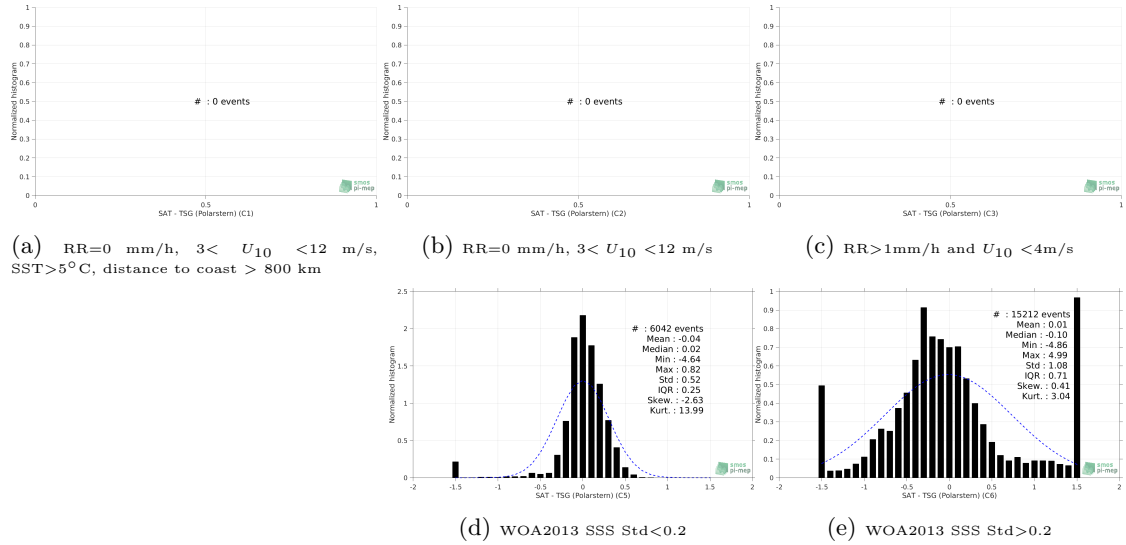 1
0.9
0.8
0.7
0.6
0.5
0.4
0.3
0.2
0.1
0
Normalized histogram
# : 0 events
smos
pi-mep
0 0.5 1
SAT - TSG (Polarstern) (C1)
(a) RR=0 mm/h, 3< U10 <12 m/s,
SST>5°C, distance to coast > 800 km
1
0.9
0.8
0.7
0.6
0.5
0.4
0.3
0.2
0.1
0
Normalized histogram
# : 0 events
smos
pi-mep
0 0.5 1
SAT - TSG (Polarstern) (C2)
(b) RR=0 mm/h, 3< U10 <12 m/s
1
0.9
0.8
0.7
0.6
0.5
0.4
0.3
0.2
0.1
0
Normalized histogram
# : 0 events
smos
pi-mep
0 0.5 1
SAT - TSG (Polarstern) (C3)
(c) RR>1mm/h and U10 <4m/s
2.5
2
1.5
1
0.5
0
Normalized histogram
# : 6042 events
Mean : -0.04
Median : 0.02
Min : -4.64
Max : 0.82
Std : 0.52
IQR : 0.25
Skew. : -2.63
Kurt. : 13.99
smos
pi-mep
-2 -1.5 -1 -0.5 0 0.5 1 1.5 2
SAT - TSG (Polarstern) (C5)
(d) WOA2013 SSS Std<0.2
1
0.9
0.8
0.7
0.6
0.5
0.4
0.3
0.2
0.1
0
Normalized histogram
# : 15212 events
Mean : 0.01
Median : -0.10
Min : -4.86
Max : 4.99
Std : 1.08
IQR : 0.71
Skew. : 0.41
Kurt. : 3.04
smos
pi-mep
-2 -1.5 -1 -0.5 0 0.5 1 1.5 2
SAT - TSG (Polarstern) (C6)
(e) WOA2013 SSS Std>0.2